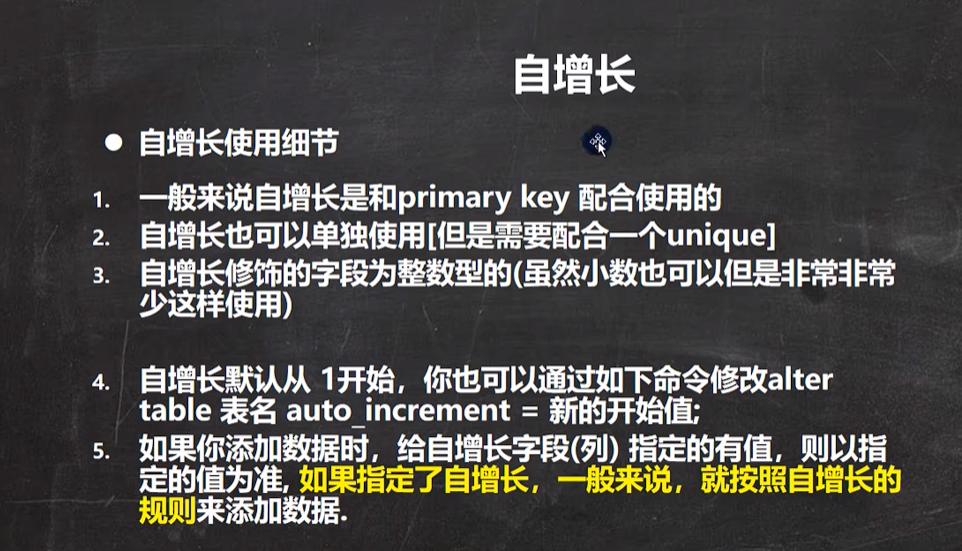 自增长
● 自增长使用细节
1. 一般来说自增长是和primary key 配合使用的
2. 自增长也可以单独使用[但是需要配合一个unique]
3. 自增长修饰的字段为整数型的(虽然小数也可以但是非常非常
少这样使用)
4. 自增长默认从 1开始，你也可以通过如下命令修改alter
table 表名 auto_increment = 新的开始值;
5. 如果你添加数据时，给自增长字段(列) 指定的有值，则以指
定的值为准, 如果指定了自增长，一般来说，就按照自增长的
规则来添加数据.